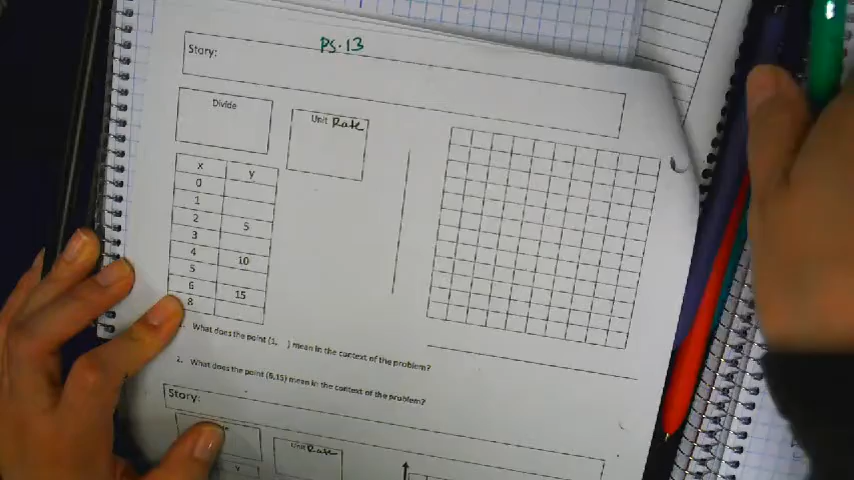 PS. 13
Story:
Divide
Unit Rate
x y
0
1
2 5
3
4 10
5
6 15
8
What does the point (1, ) mean in the context of the problem?
2. What does the point (6,15) mean in the context of the problem?
Story:
Unit Rate
y